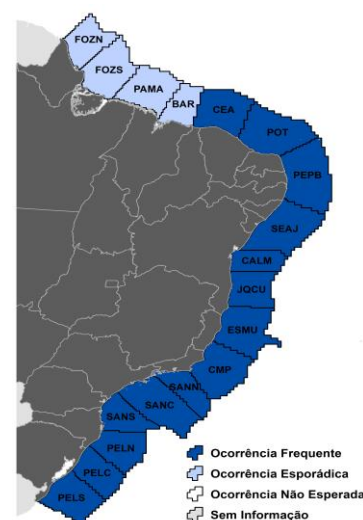 FOZN
FOZS
PAMA
BAR
CEA
POT
PEPB
SEAJ
CALM
JQCU
ESMU
CMP
SANN
SANC
SANS
PELN
PELC
PELS
Ocorrência Frequente
Ocorrência Esporádica
Ocorrência Não Esperada
Sem Informação